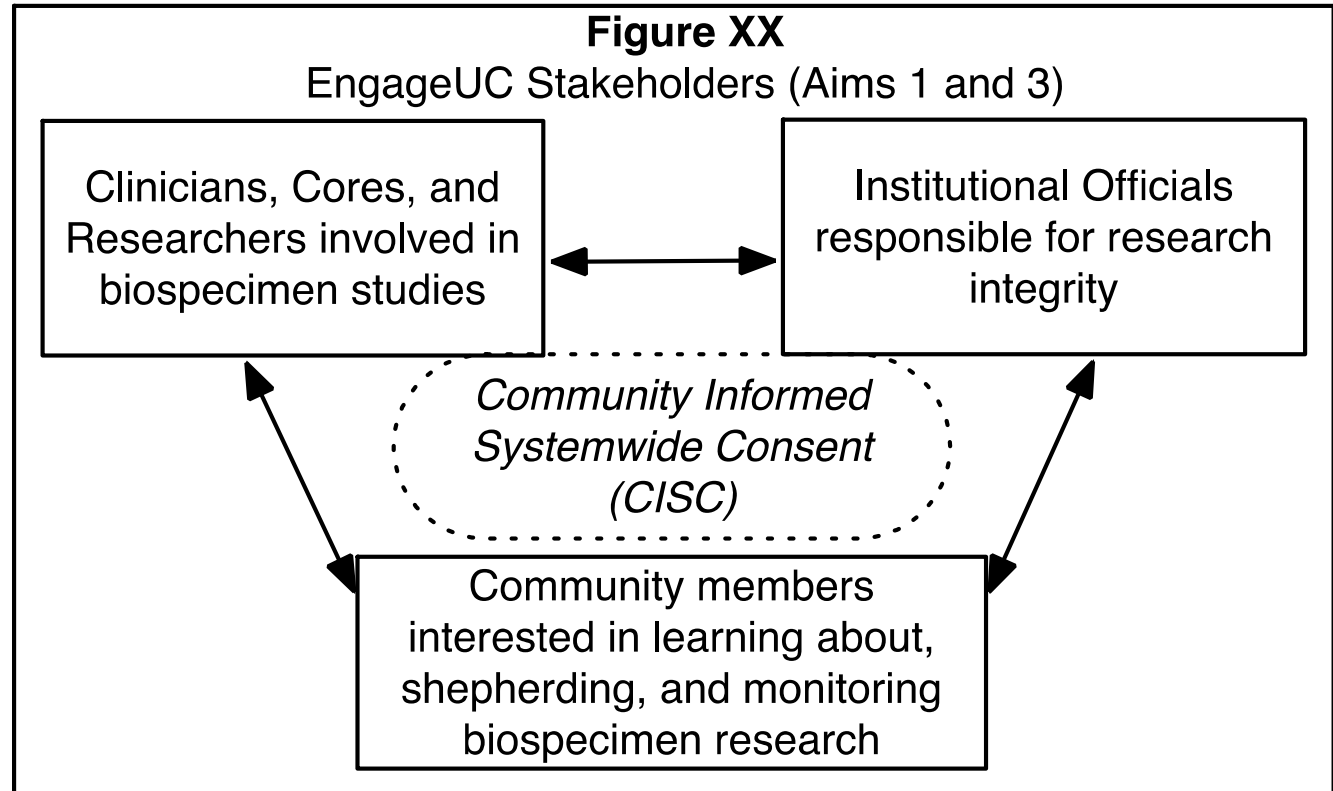 Figure XX
EngageUC Stakeholders (Aims 1 and 3)
Clinicians, Cores, and
Researchers involved in
biospecimen studies
Institutional Officials
responsible for research
integrity
Community Informed
Systemwide Consent
(CISC)
Community members
interested in learning about,
shepherding, and monitoring
biospecimen research